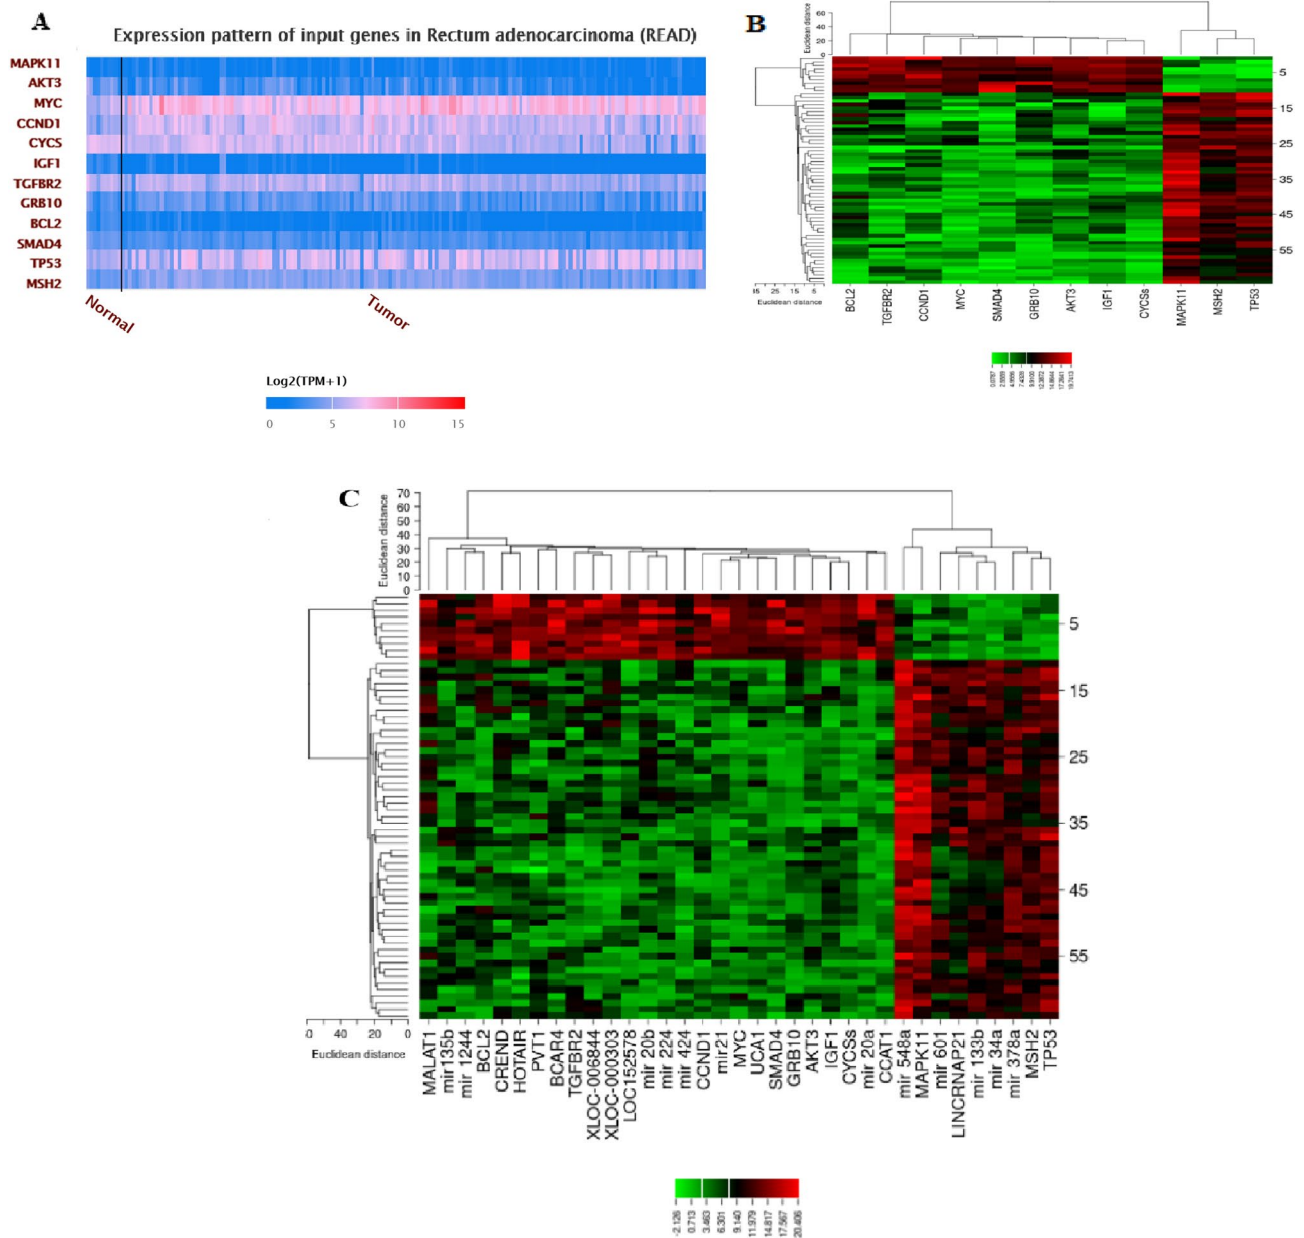 A
Expression pattern of input genes in Rectum adenocarcinoma (READ)
MAPK11
AKT3
MYC
CCND1
CYCS
IGF1
TGFBR2
GRB10
BCL2
SMAD4
TP53
MSH2
Normal
Tumor
Log2(TPM+1)
0 5 10 15
B
Euclidean distance
60
40
20
0
5
15
25
35
45
55
15 25 15 5
Euclidean distance
BCL2
TGFBR2
CCND1
MYC
SMAD4
GRB10
AKT3
IGF1
CYCSs
MAPK11
MSH2
TP53
C
Euclidean distance
70
60
50
40
30
20
10
0
5
15
25
35
45
55
0 40 20 0
Euclidean distance
MALAT1
mir135b
mir 1244
BCL2
CREND
HOTAIR
PVT1
BCAR4
TGFBR2
XLOC-006844
XLOC-000303
LOC152578
mir 20b
mir 224
mir 424
CCND1
mir21
MYC
UCA1
SMAD4
GRB10
AKT3
IGF1
CYCSs
mir 20a
CCAT1
mir 548a
MAPK11
mir 601
LINCRNAP21
mir 133b
mir 34a
mir 378a
MSH2
TP53
-2.126
0.713
3.463
6.301
9.140
11.979
14.817
17.567
20.406